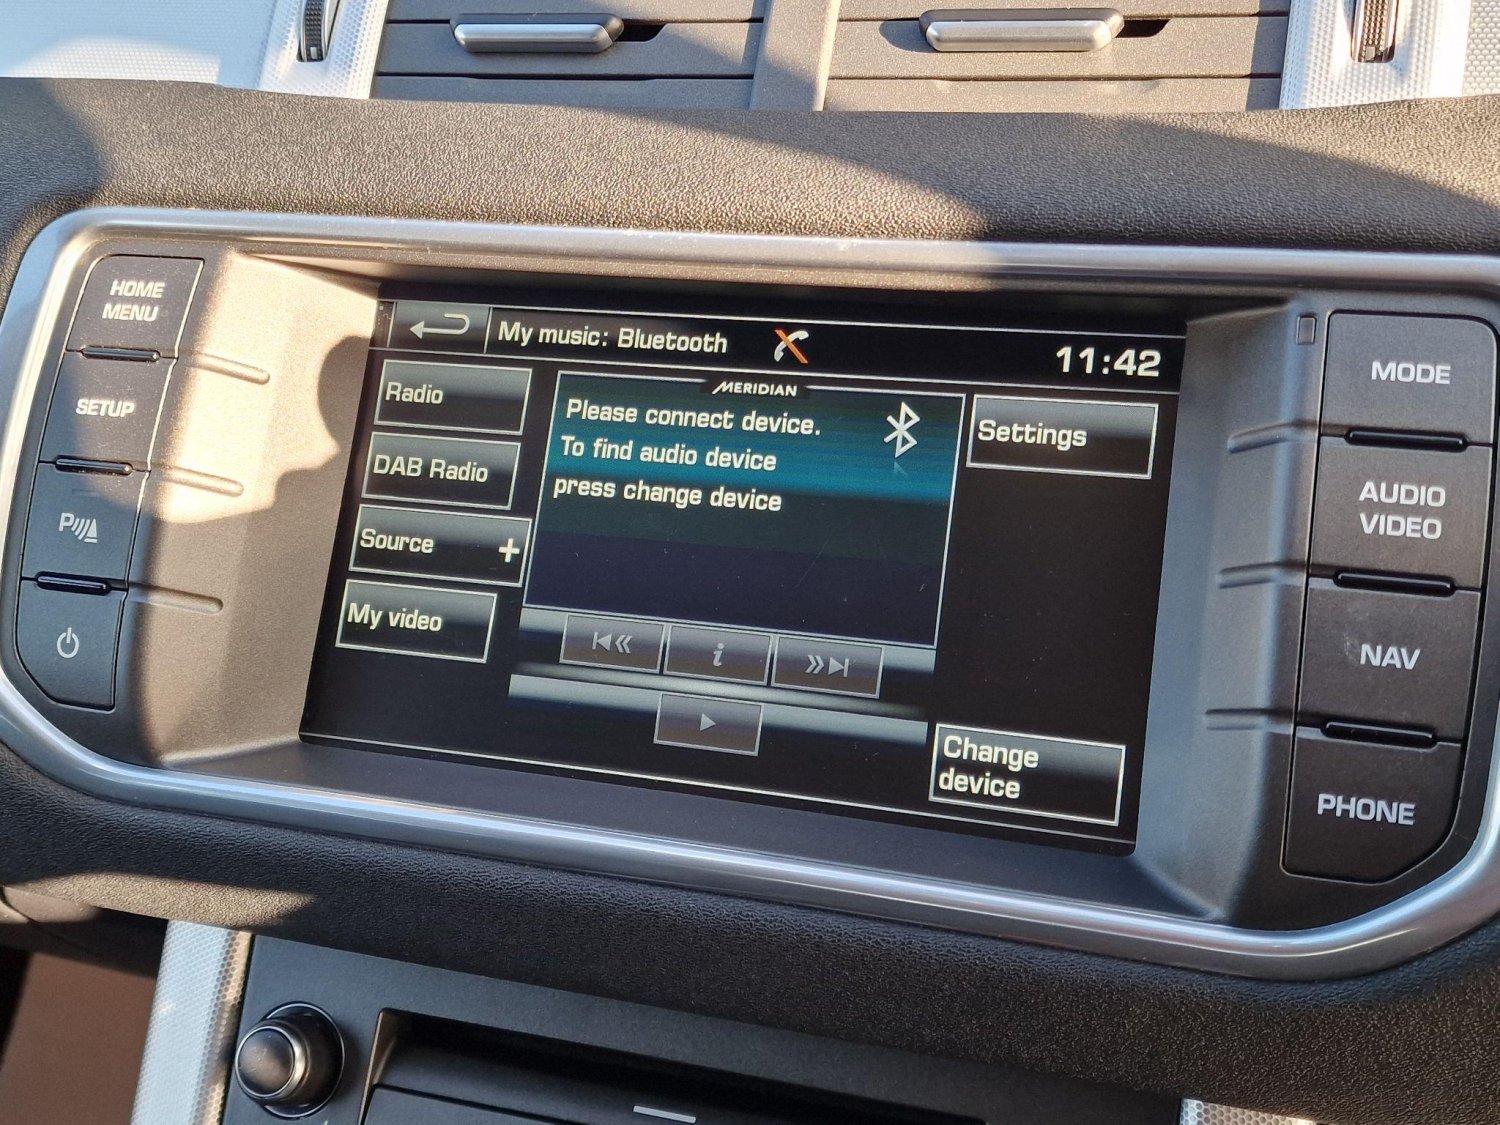 HOME
MENU
SETUP
P
My music: Bluetooth
11:42
MERIDIAN
Radio
DAB Radio
Source +
My video
Please connect device.
To find audio device
press change device
i
Settings
Change
device
MODE
AUDIO
VIDEO
NAV
PHONE